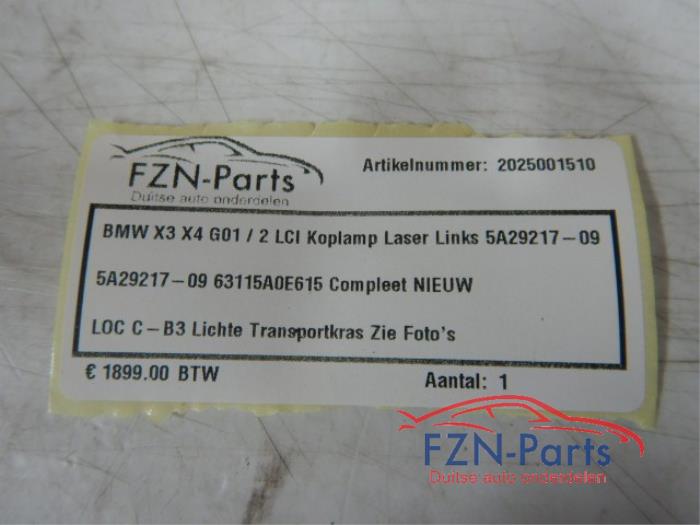 FZN-Parts
Duitse auto onderdelen
Artikelnummer: 2025001510
BMW X3 X4 G01 / 2 LCI Koplamp Laser Links 5A29217-09
5A29217-09 63115A0E615 Compleet NIEUW
LOC C-B3 Lichte Transportkras Zie Foto's
€ 1899.00 BTW
Aantal: 1
FZN-Parts
Duitse auto onderdelen